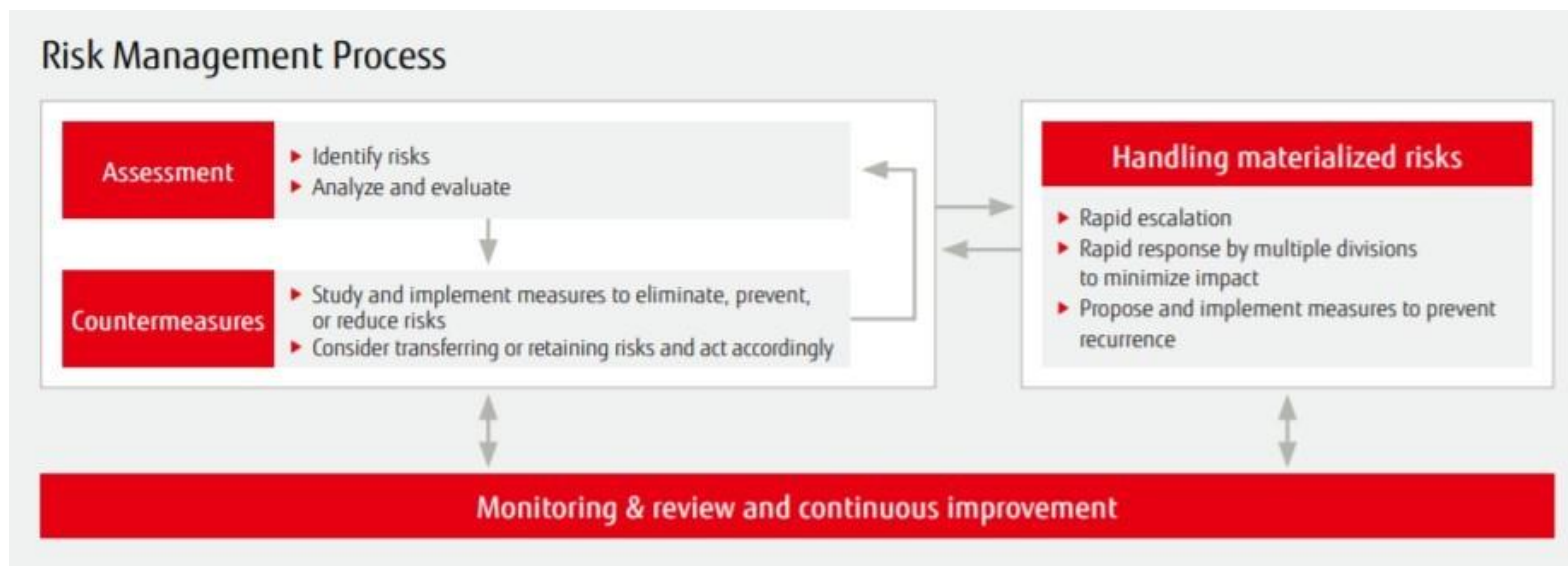 Risk Management Process
Assessment
▶ Identify risks
▶ Analyze and evaluate
Countermeasures
▶ Study and implement measures to eliminate, prevent,
or reduce risks
▶ Consider transferring or retaining risks and act accordingly
Handling materialized risks
▶ Rapid escalation
▶ Rapid response by multiple divisions
to minimize impact
▶ Propose and implement measures to prevent
recurrence
Monitoring & review and continuous improvement